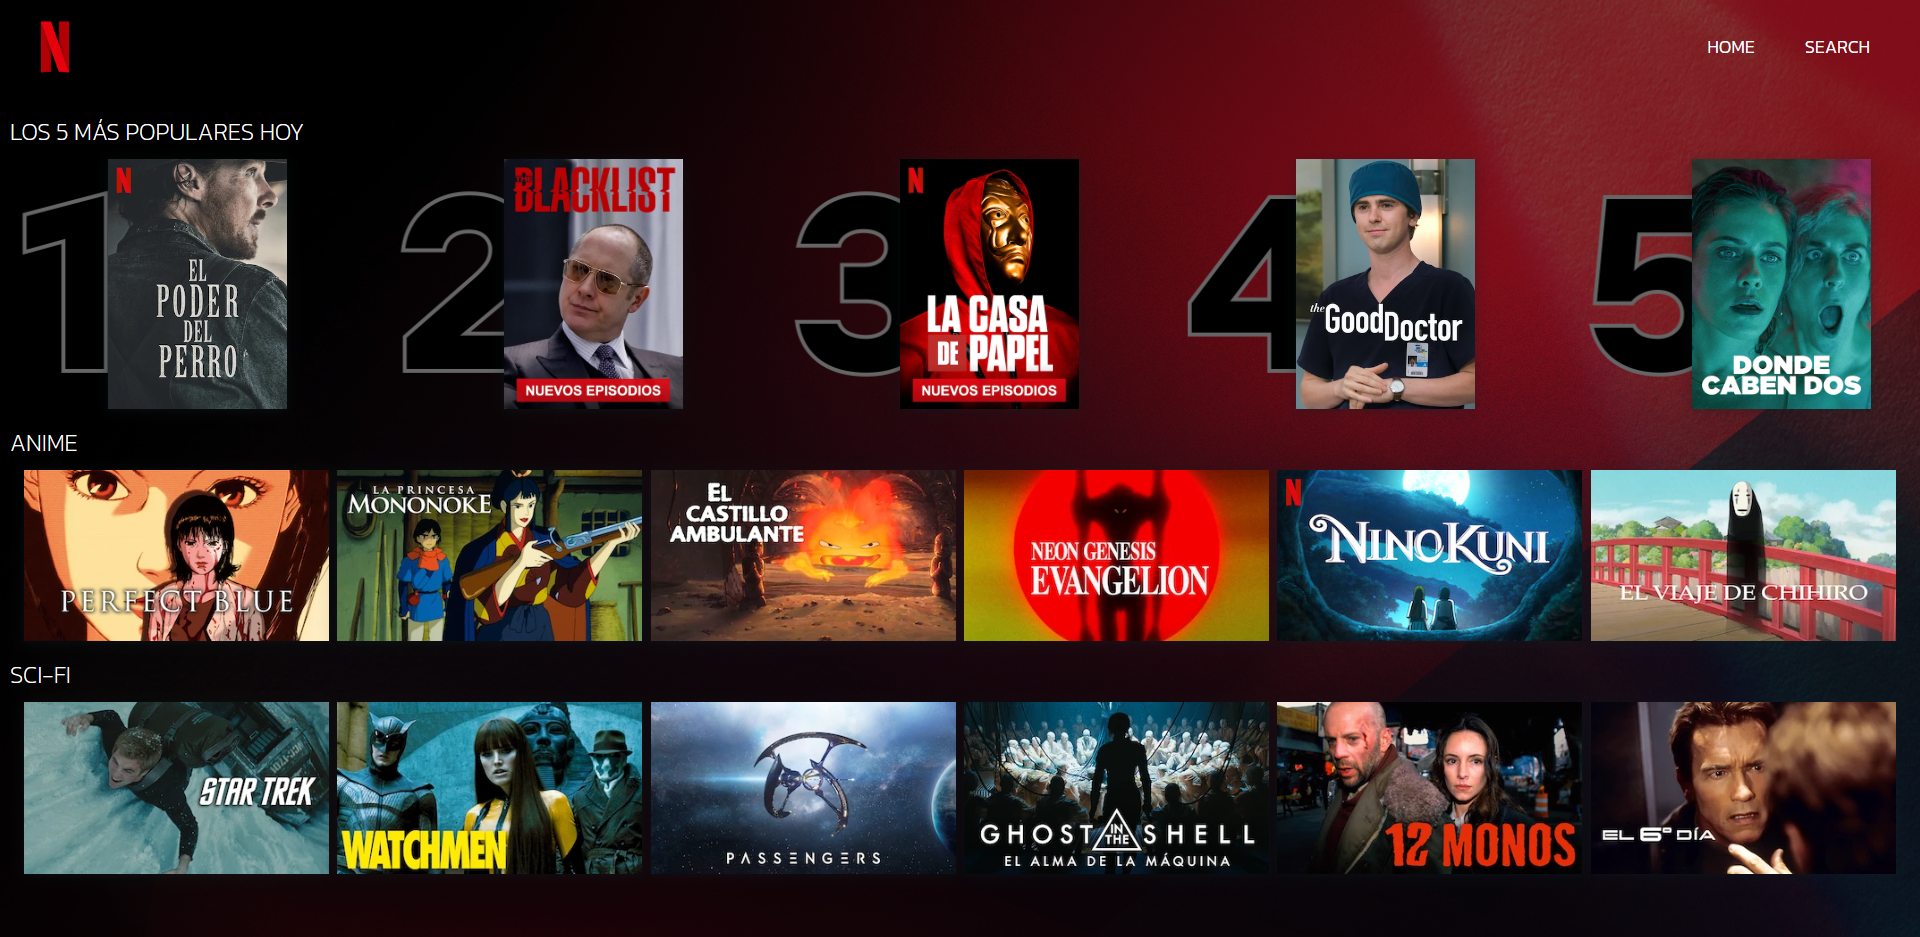 N
HOME
SEARCH
LOS 5 MÁS POPULARES HOY
1
N
EL
PODER
DEL
PERRO
2
THE
BLACKLIST
NUEVOS EPISODIOS
3
N
LA CASA
DE PAPEL
NUEVOS EPISODIOS
4
the GoodDoctor
5
DONDE
CABEN DOS
ANIME
PERFECT BLUE
LA PRINCESA
MONONOKE
EL
CASTILLO
AMBULANTE
NEON GENESIS
EVANGELION
N
NINOKUNI
EL VIAJE DE CHIHIRO
SCI-FI
STAR TREK
WATCHMEN
PASSENGERS
GHOST IN THE SHELL
EL ALMA DE LA MÁQUINA
12 MONOS
EL 6º DÍA